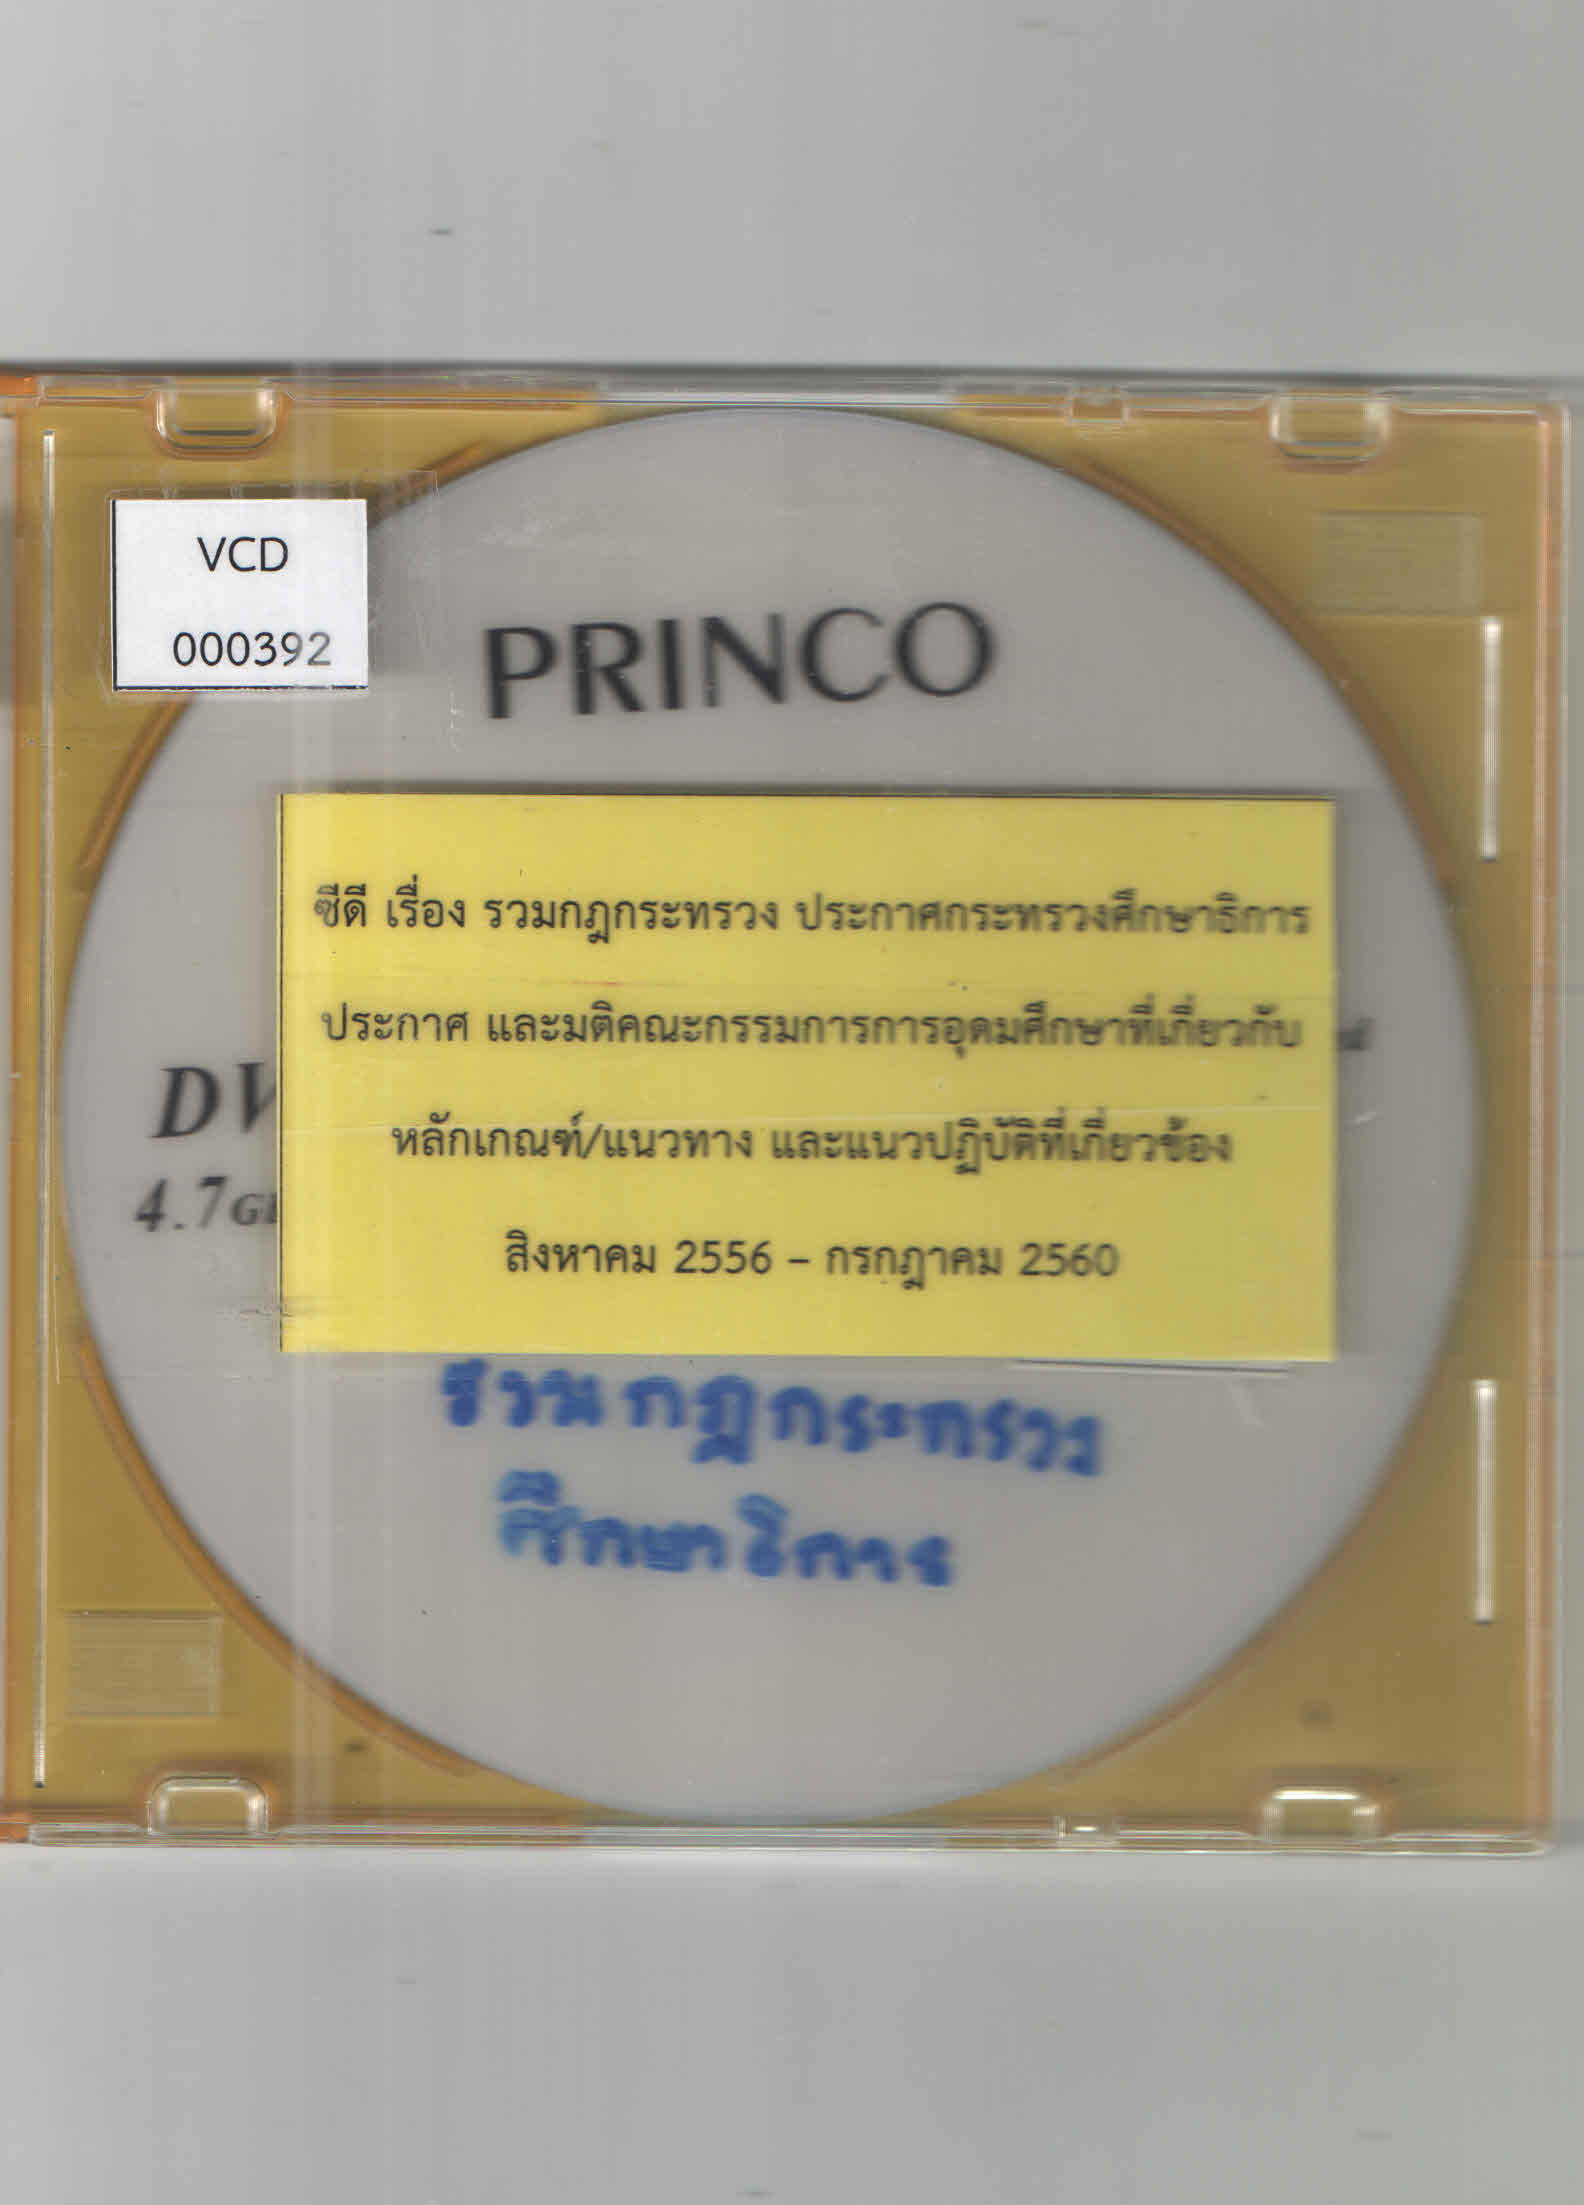 VCD
000392
PRINCO
ซีดี เรื่อง รวมกฎกระทรวง ประกาศกระทรวงศึกษาธิการ
ประกาศ และมติคณะกรรมการการอุดมศึกษาที่เกี่ยวกับ
หลักเกณฑ์/แนวทาง และแนวปฏิบัติที่เกี่ยวข้อง
สิงหาคม 2556 – กรกฎาคม 2560
DV
4.7G
รวมกฎกระทรวง
ศึกษาธิการ